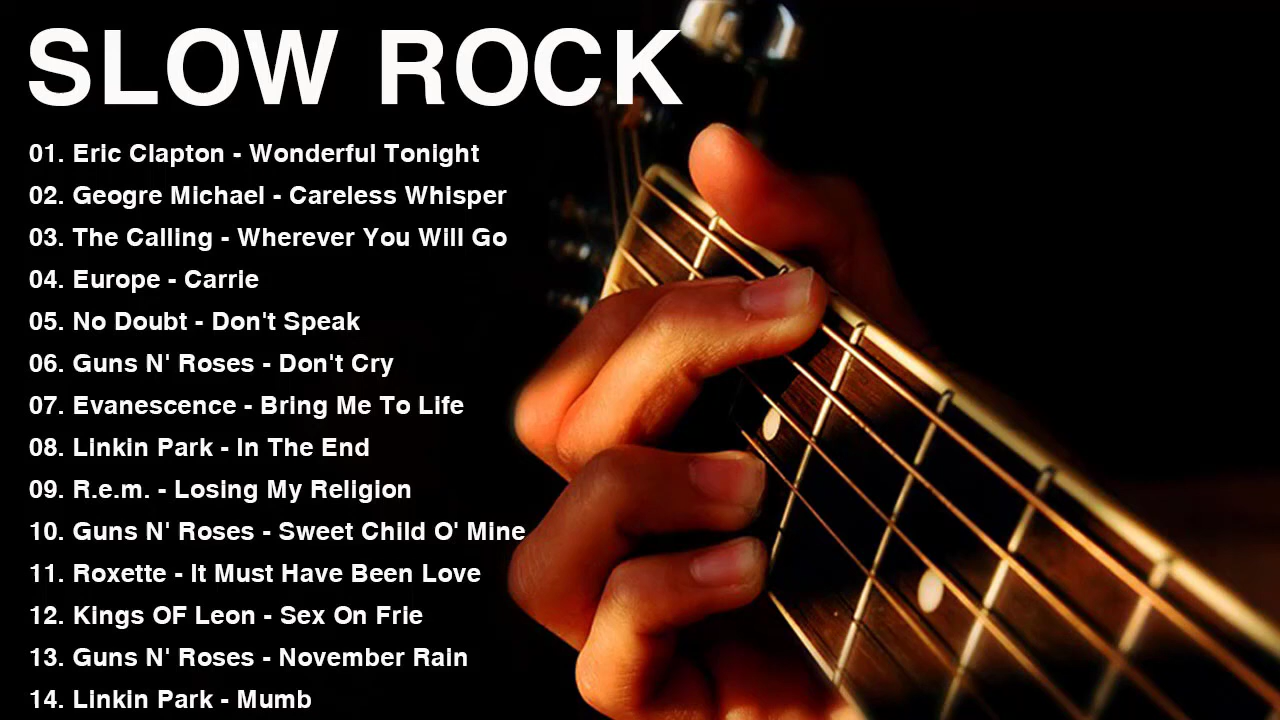 SLOW ROCK
01. Eric Clapton - Wonderful Tonight
02. Geogre Michael - Careless Whisper
03. The Calling - Wherever You Will Go
04. Europe - Carrie
05. No Doubt - Don't Speak
06. Guns N' Roses - Don't Cry
07. Evanescence - Bring Me To Life
08. Linkin Park - In The End
09. R.e.m. - Losing My Religion
10. Guns N' Roses - Sweet Child O' Mine
11. Roxette - It Must Have Been Love
12. Kings OF Leon - Sex On Frie
13. Guns N' Roses - November Rain
14. Linkin Park - Mumb